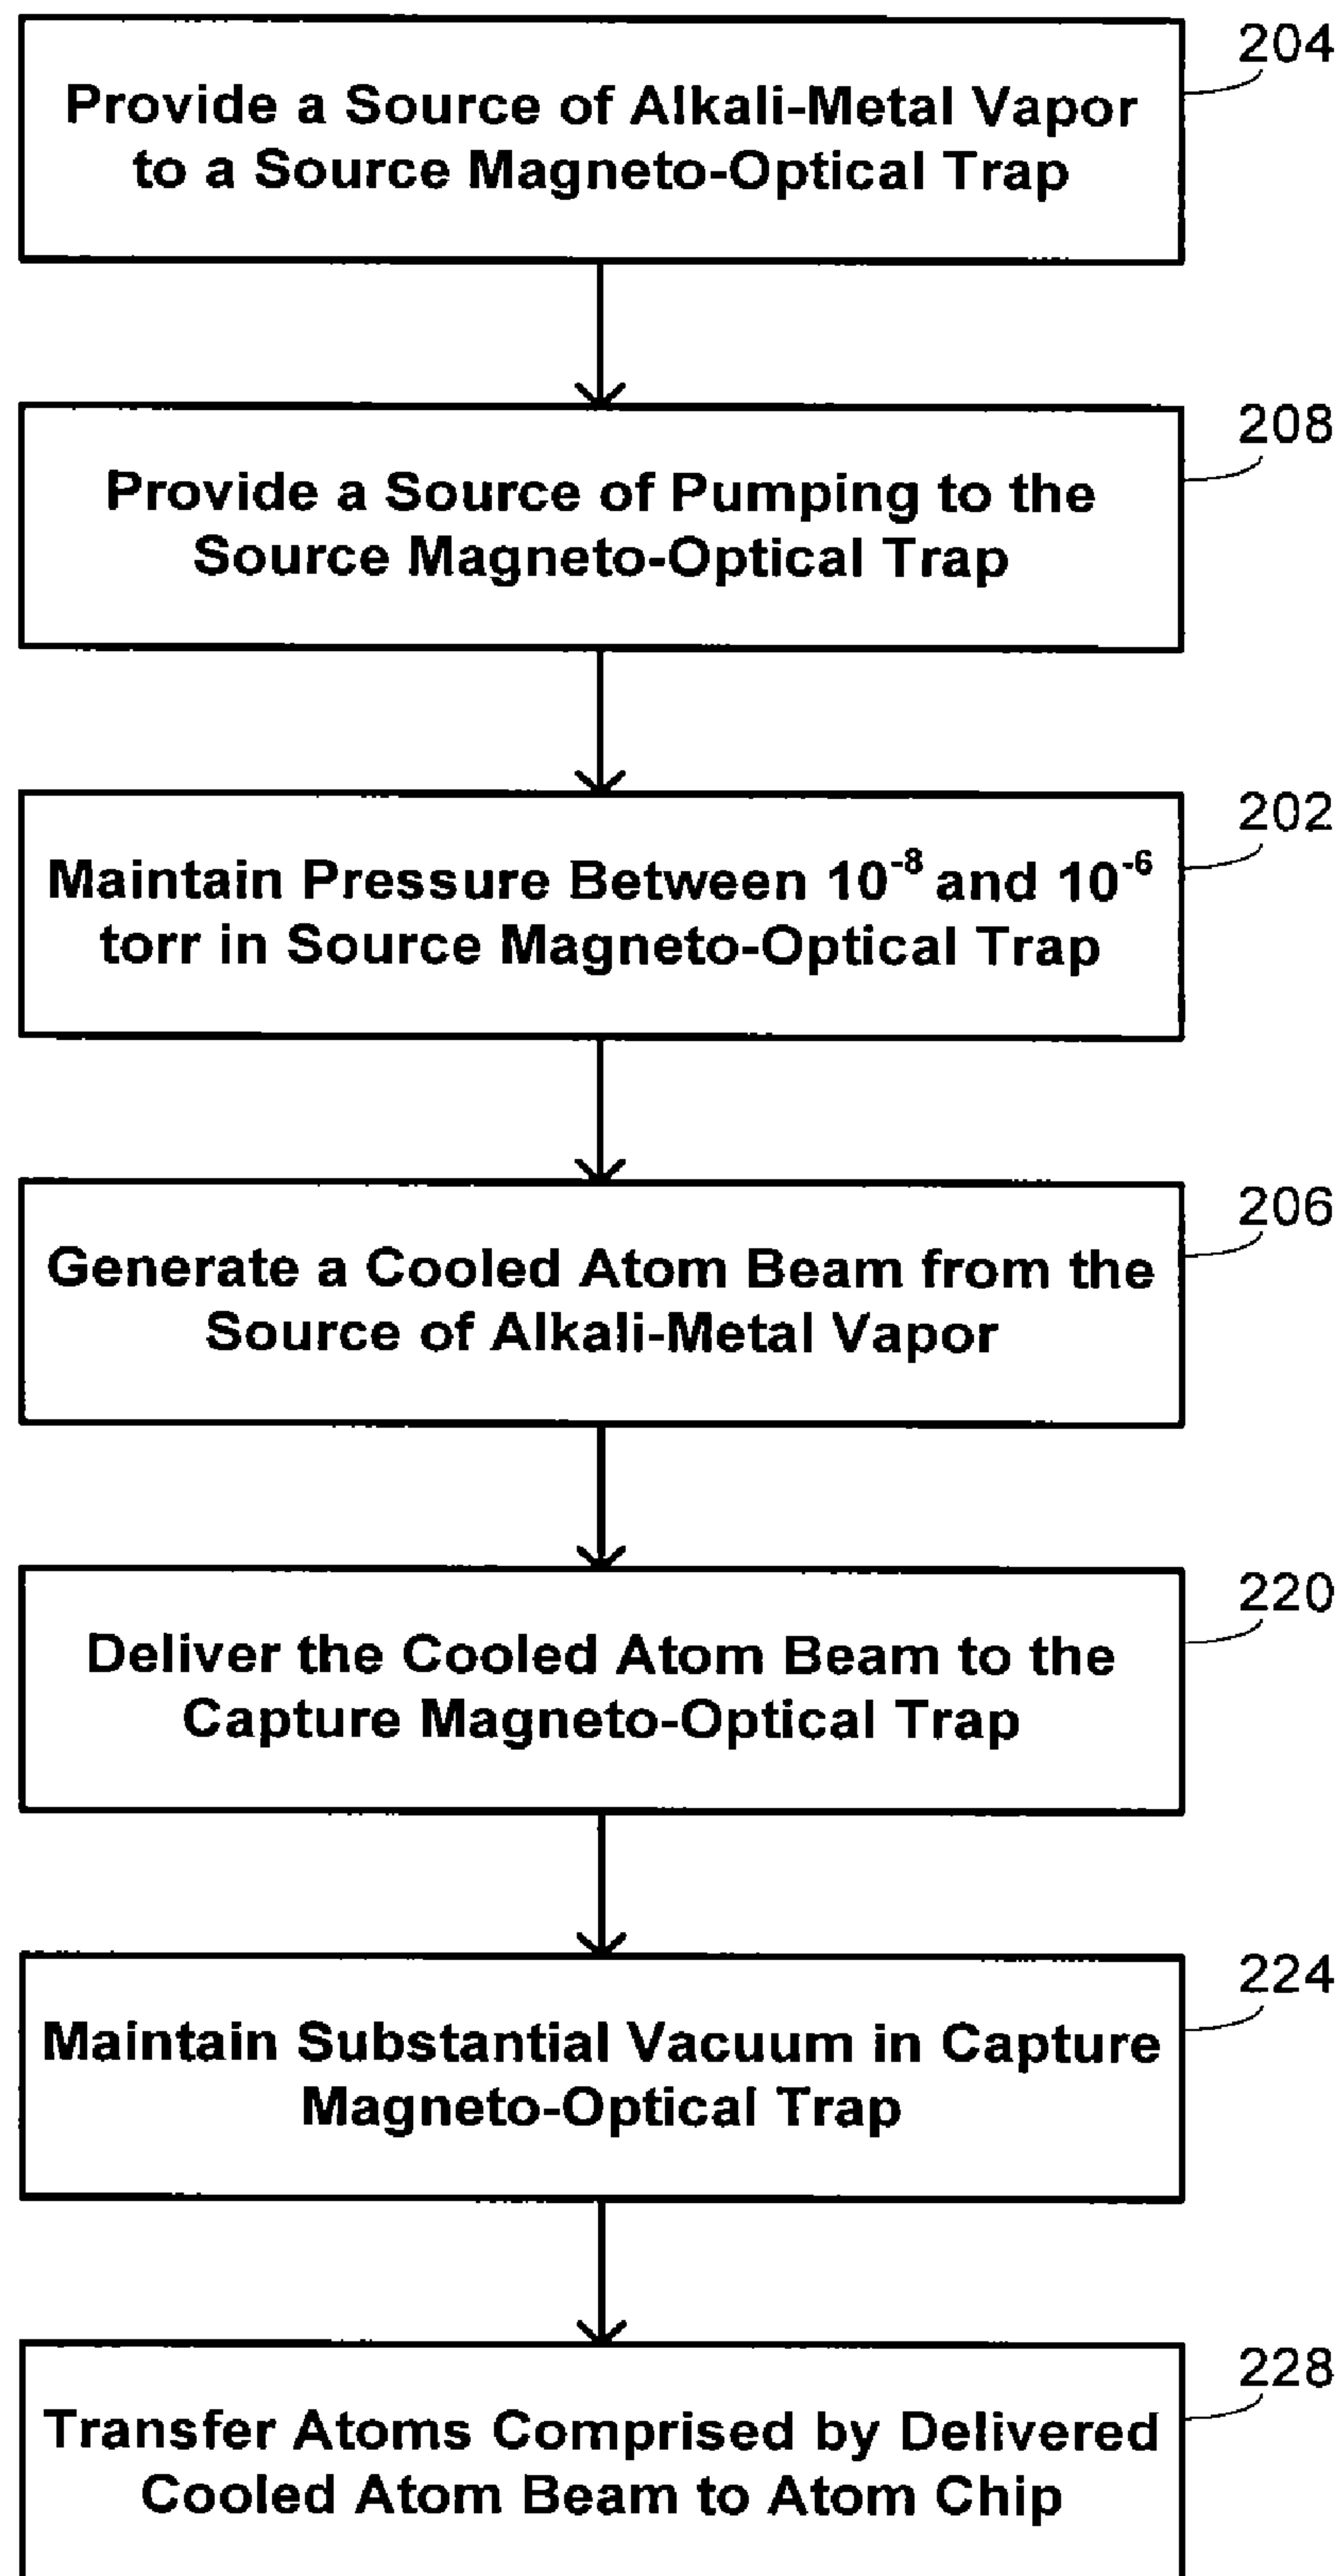 204
Provide a Source of Alkali-Metal Vapor
to a Source Magneto-Optical Trap
208
Provide a Source of Pumping to the
Source Magneto-Optical Trap
202
Maintain Pressure Between 10⁻⁸ and 10⁻⁶
torr in Source Magneto-Optical Trap
206
Generate a Cooled Atom Beam from the
Source of Alkali-Metal Vapor
220
Deliver the Cooled Atom Beam to the
Capture Magneto-Optical Trap
224
Maintain Substantial Vacuum in Capture
Magneto-Optical Trap
228
Transfer Atoms Comprised by Delivered
Cooled Atom Beam to Atom Chip